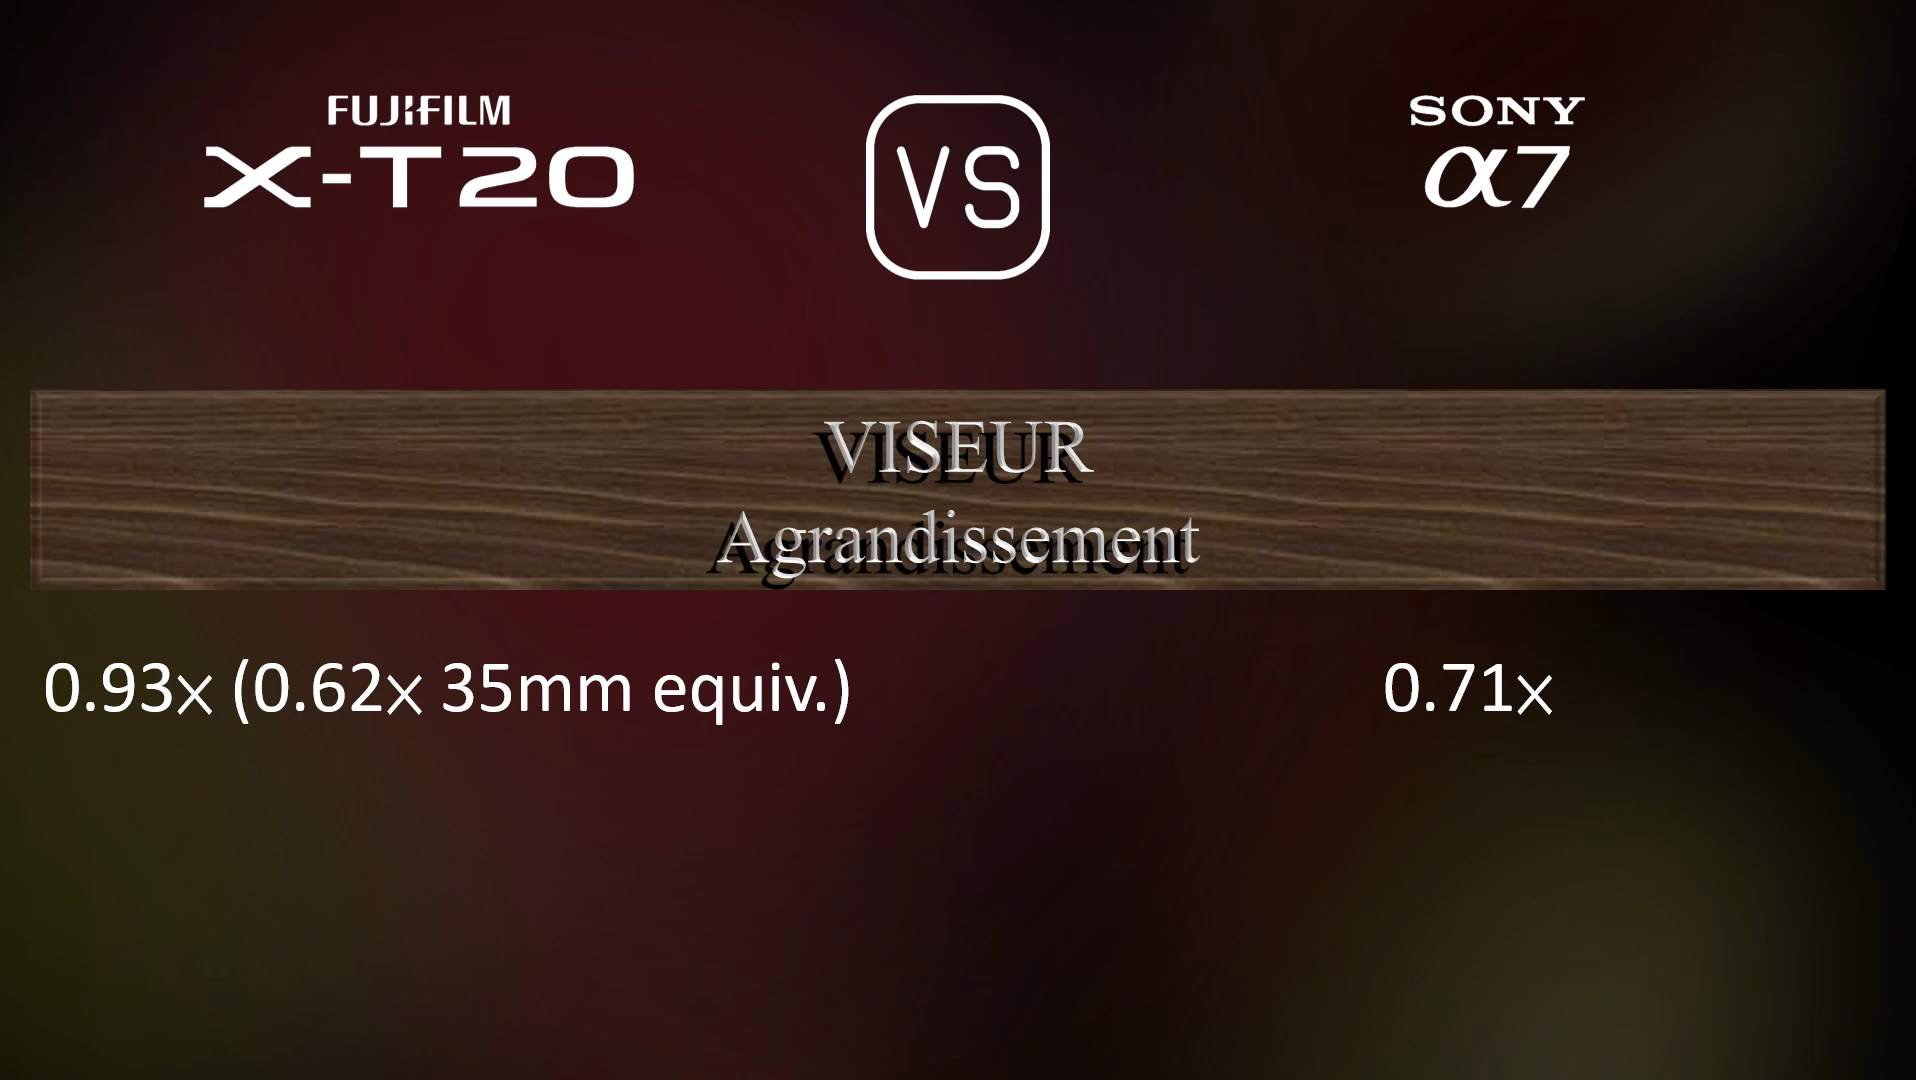 FUJIFILM
X-T20
VS
SONY
α7
VISEUR
Agrandissement
0.93x (0.62x 35mm equiv.)
0.71x